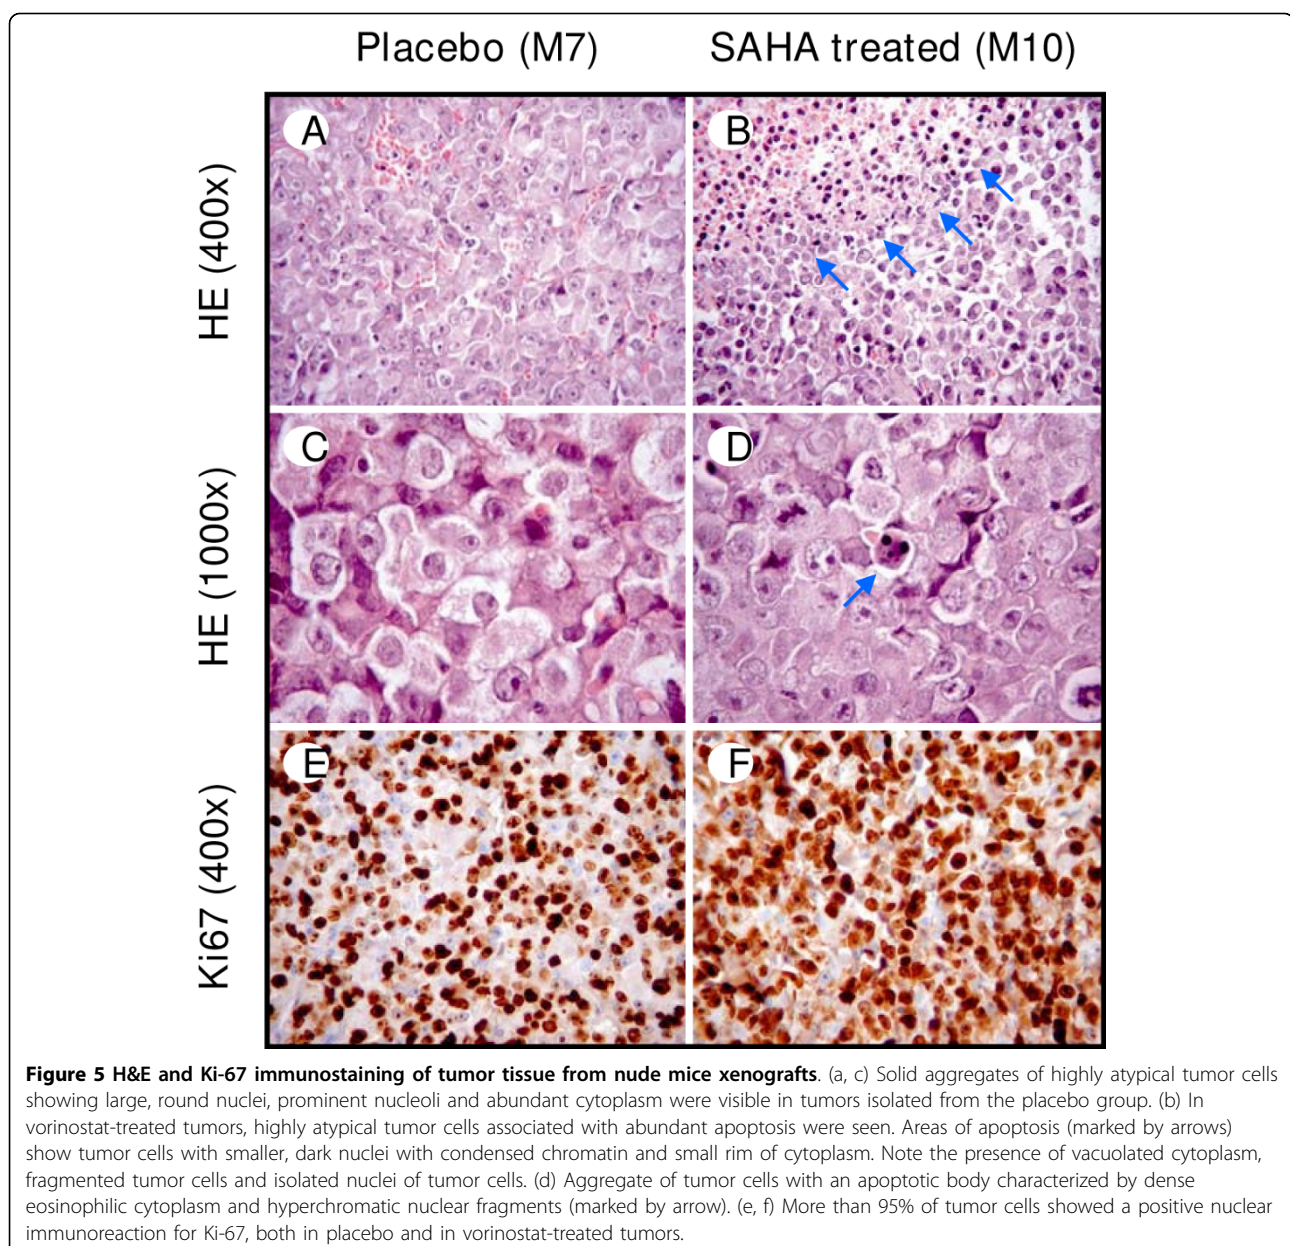 Placebo (M7) SAHA treated (M10)
A B
HE (400x)
C D
HE (1000x)
E F
Ki67 (400x)
Figure 5 H&E and Ki-67 immunostaining of tumor tissue from nude mice xenografts. (a, c) Solid aggregates of highly atypical tumor cells
showing large, round nuclei, prominent nucleoli and abundant cytoplasm were visible in tumors isolated from the placebo group. (b) In
vorinostat-treated tumors, highly atypical tumor cells associated with abundant apoptosis were seen. Areas of apoptosis (marked by arrows)
show tumor cells with smaller, dark nuclei with condensed chromatin and small rim of cytoplasm. Note the presence of vacuolated cytoplasm,
fragmented tumor cells and isolated nuclei of tumor cells. (d) Aggregate of tumor cells with an apoptotic body characterized by dense
eosinophilic cytoplasm and hyperchromatic nuclear fragments (marked by arrow). (e, f) More than 95% of tumor cells showed a positive nuclear
immunoreaction for Ki-67, both in placebo and in vorinostat-treated tumors.